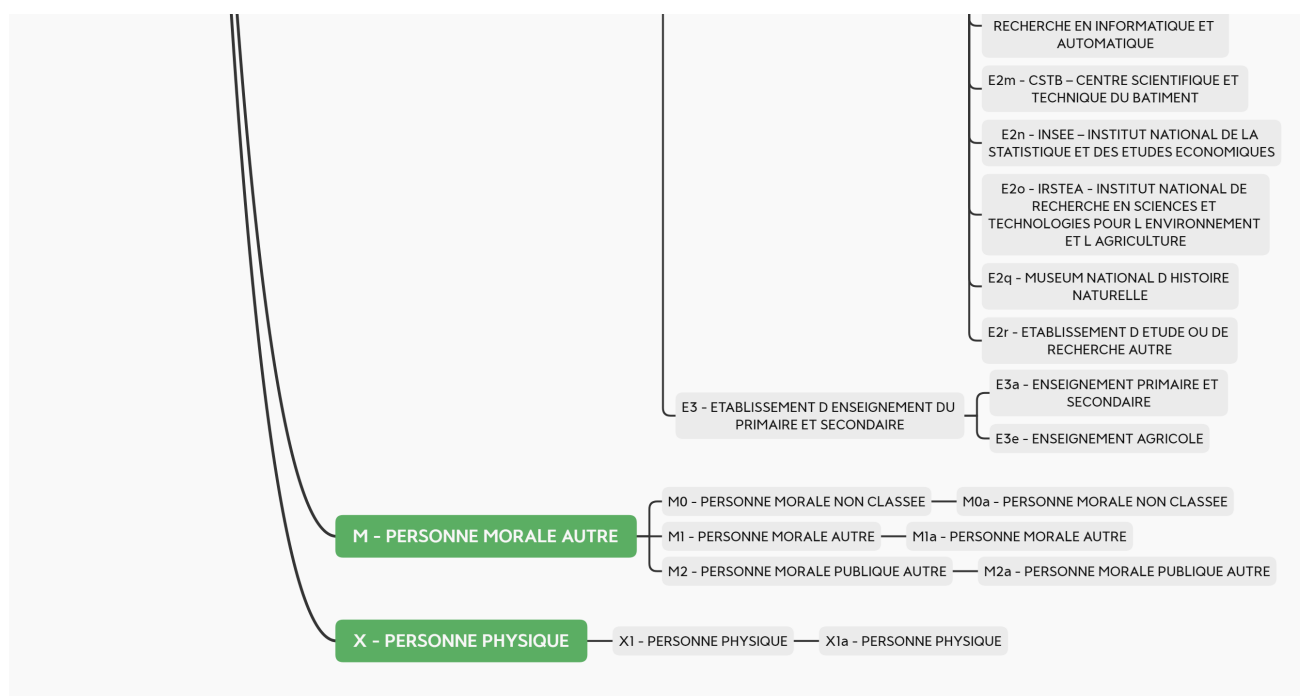 RECHERCHE EN INFORMATIQUE ET
AUTOMATIQUE
E2m - CSTB – CENTRE SCIENTIFIQUE ET
TECHNIQUE DU BATIMENT
E2n - INSEE – INSTITUT NATIONAL DE LA
STATISTIQUE ET DES ETUDES ECONOMIQUES
E2o - IRSTEA - INSTITUT NATIONAL DE
RECHERCHE EN SCIENCES ET
TECHNOLOGIES POUR L ENVIRONNEMENT
ET L AGRICULTURE
E2q - MUSEUM NATIONAL D HISTOIRE
NATURELLE
E2r - ETABLISSEMENT D ETUDE OU DE
RECHERCHE AUTRE
E3 - ETABLISSEMENT D ENSEIGNEMENT DU
PRIMAIRE ET SECONDAIRE
E3a - ENSEIGNEMENT PRIMAIRE ET
SECONDAIRE
E3e - ENSEIGNEMENT AGRICOLE
M - PERSONNE MORALE AUTRE
M0 - PERSONNE MORALE NON CLASSEE
M0a - PERSONNE MORALE NON CLASSEE
M1 - PERSONNE MORALE AUTRE
M1a - PERSONNE MORALE AUTRE
M2 - PERSONNE MORALE PUBLIQUE AUTRE
M2a - PERSONNE MORALE PUBLIQUE AUTRE
X - PERSONNE PHYSIQUE
X1 - PERSONNE PHYSIQUE
X1a - PERSONNE PHYSIQUE